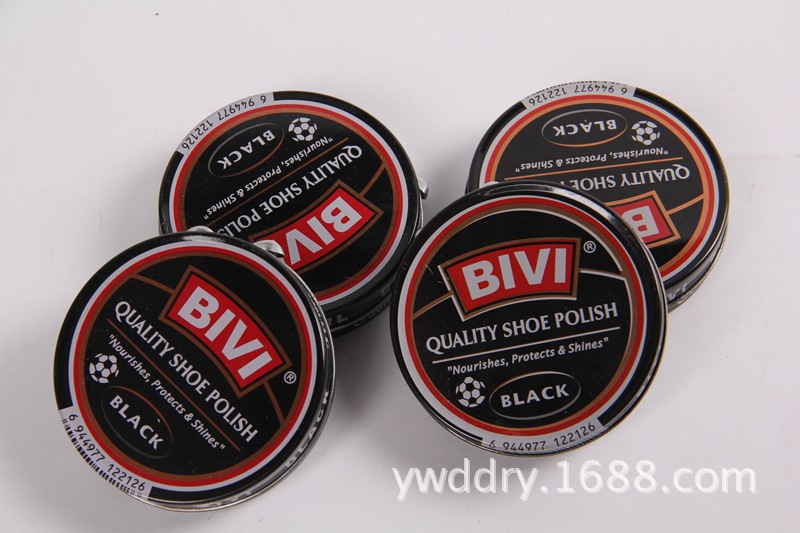 6 944977 122126
BLACK
"Nourishes, Protects & Shines"
QUALITY SHOE POLIS
BIVI
6 944977 122126
BLACK
"Nourishes, Protects & Shines"
QUALITY SHOE P
BIVI
BIVI®
QUALITY SHOE POLISH
"Nourishes, Protects & Shines"
BLACK
6 944977 122126
BIVI®
QUALITY SHOE POLISH
"Nourishes, Protects & Shines"
BLACK
6 944977 122126
ywddry.1688.com